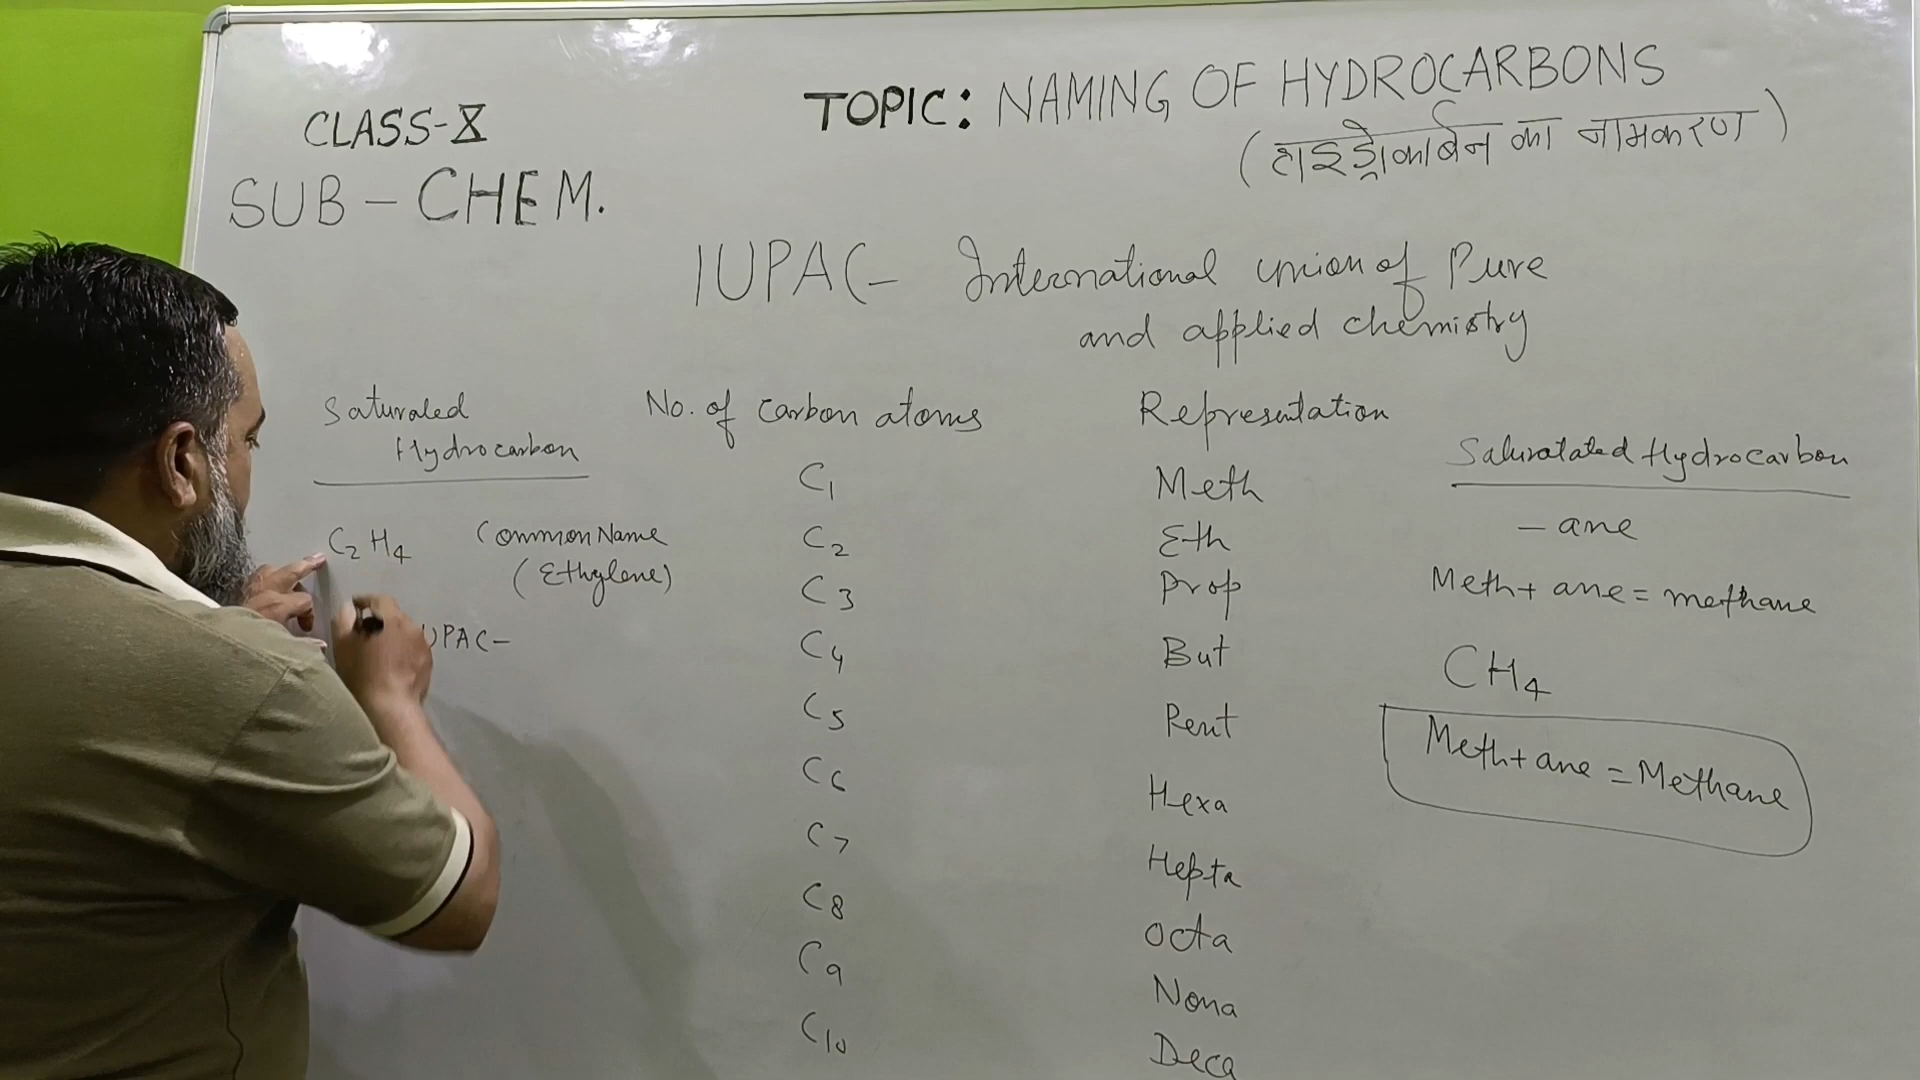 CLASS-X
SUB - CHEM.
TOPIC: NAMING OF HYDROCARBONS
(हाइड्रोकार्बन का नामकरण)
IUPAC - International union of Pure
and applied chemistry
Saturaled
Hydrocarbon
C₂H₄ Common Name
(Ethylene)
UPAC -
No. of carbon atoms
C₁
C₂
C₃
C₄
C₅
C₆
C₇
C₈
C₉
C₁₀
Representation
Meth
Eth
Prop
But
Pent
Hexa
Hepta
Octa
Nona
Deca
Saluratated Hydrocarbon
- ane
Meth + ane = methane
CH₄
Meth + ane = Methane